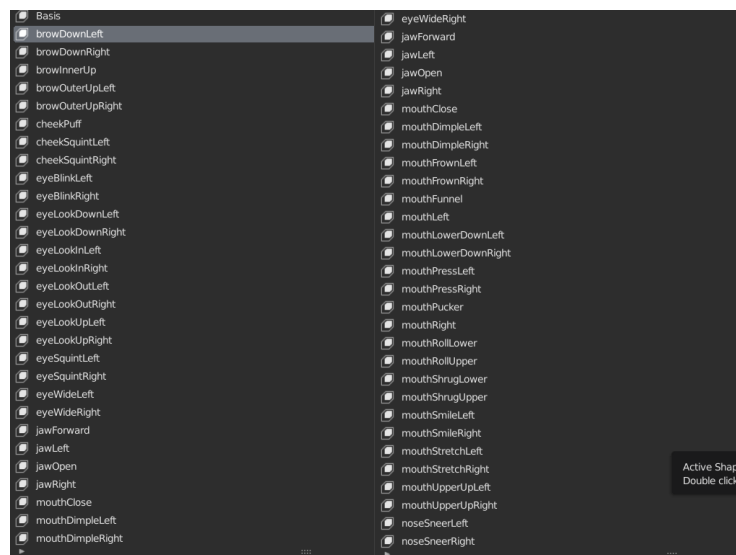 Basis
browDownLeft
browDownRight
browInnerUp
browOuterUpLeft
browOuterUpRight
cheekPuff
cheekSquintLeft
cheekSquintRight
eyeBlinkLeft
eyeBlinkRight
eyeLookDownLeft
eyeLookDownRight
eyeLookInLeft
eyeLookInRight
eyeLookOutLeft
eyeLookOutRight
eyeLookUpLeft
eyeLookUpRight
eyeSquintLeft
eyeSquintRight
eyeWideLeft
eyeWideRight
jawForward
jawLeft
jawOpen
jawRight
mouthClose
mouthDimpleLeft
mouthDimpleRight
eyeWideRight
jawForward
jawLeft
jawOpen
jawRight
mouthClose
mouthDimpleLeft
mouthDimpleRight
mouthFrownLeft
mouthFrownRight
mouthFunnel
mouthLeft
mouthLowerDownLeft
mouthLowerDownRight
mouthPressLeft
mouthPressRight
mouthPucker
mouthRight
mouthRollLower
mouthRollUpper
mouthShrugLower
mouthShrugUpper
mouthSmileLeft
mouthSmileRight
mouthStretchLeft
mouthStretchRight
mouthUpperUpLeft
mouthUpperUpRight
noseSneerLeft
noseSneerRight
Active Shap
Double click